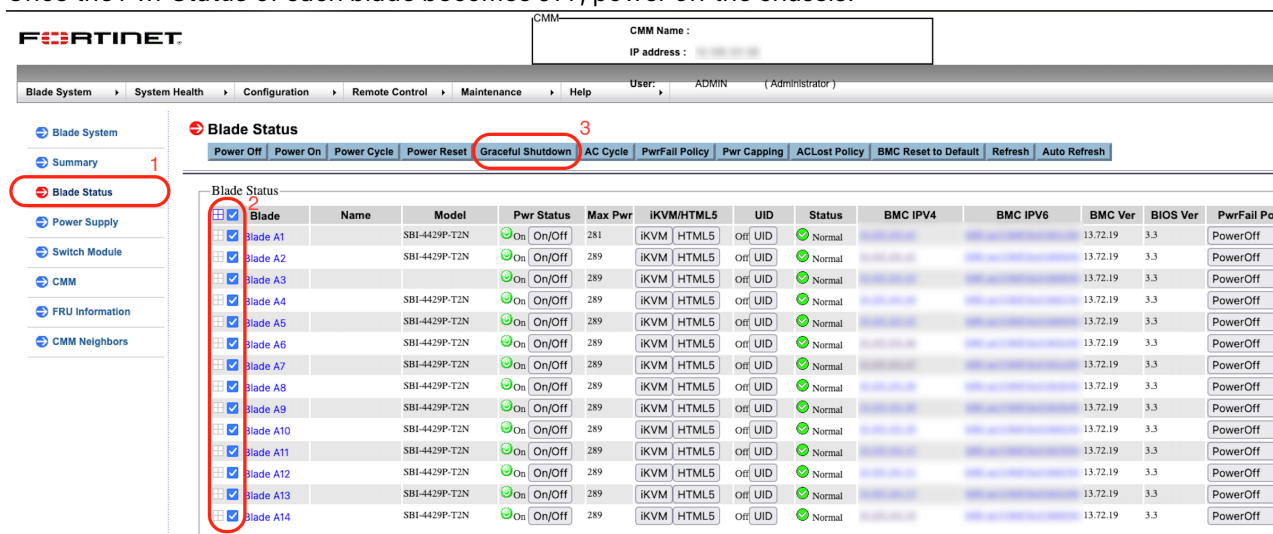 CMM
FORTINET
CMM Name :
IP address :
User: ADMIN ( Administrator )
Blade System System Health Configuration Remote Control Maintenance Help
Blade System
Summary
1
Blade Status
Power Supply
Switch Module
CMM
FRU Information
CMM Neighbors
Blade Status
3
Power Off Power On Power Cycle Power Reset Graceful Shutdown AC Cycle PwrFail Policy Pwr Capping ACLost Policy BMC Reset to Default Refresh Auto Refresh
Blade Status
2
Blade Name Model Pwr Status Max Pwr iKVM/HTML5 UID Status BMC IPV4 BMC IPV6 BMC Ver BIOS Ver PwrFail Po
Blade A1 SBI-4429P-T2N On On/Off 281 iKVM HTML5 Off UID Normal 13.72.19 3.3 PowerOff
Blade A2 SBI-4429P-T2N On On/Off 289 iKVM HTML5 Off UID Normal 13.72.19 3.3 PowerOff
Blade A3 On On/Off 289 iKVM HTML5 Off UID Normal 13.72.19 3.3 PowerOff
Blade A4 SBI-4429P-T2N On On/Off 289 iKVM HTML5 Off UID Normal 13.72.19 3.3 PowerOff
Blade A5 SBI-4429P-T2N On On/Off 289 iKVM HTML5 Off UID Normal 13.72.19 3.3 PowerOff
Blade A6 SBI-4429P-T2N On On/Off 289 iKVM HTML5 Off UID Normal 13.72.19 3.3 PowerOff
Blade A7 SBI-4429P-T2N On On/Off 289 iKVM HTML5 Off UID Normal 13.72.19 3.3 PowerOff
Blade A8 SBI-4429P-T2N On On/Off 289 iKVM HTML5 Off UID Normal 13.72.19 3.3 PowerOff
Blade A9 SBI-4429P-T2N On On/Off 289 iKVM HTML5 Off UID Normal 13.72.19 3.3 PowerOff
Blade A10 SBI-4429P-T2N On On/Off 289 iKVM HTML5 Off UID Normal 13.72.19 3.3 PowerOff
Blade A11 SBI-4429P-T2N On On/Off 289 iKVM HTML5 Off UID Normal 13.72.19 3.3 PowerOff
Blade A12 SBI-4429P-T2N On On/Off 289 iKVM HTML5 Off UID Normal 13.72.19 3.3 PowerOff
Blade A13 SBI-4429P-T2N On On/Off 289 iKVM HTML5 Off UID Normal 13.72.19 3.3 PowerOff
Blade A14 SBI-4429P-T2N On On/Off 289 iKVM HTML5 Off UID Normal 13.72.19 3.3 PowerOff